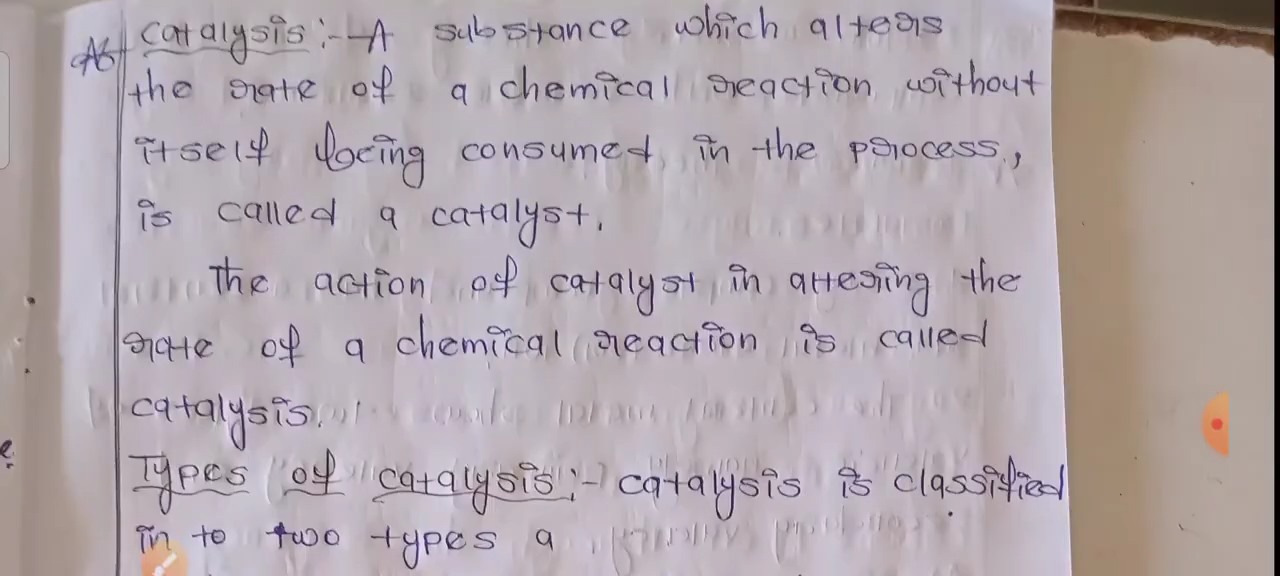 Catalysis :- A substance which alters
the rate of a chemical reaction without
itself being consumed in the process,
is called a catalyst.
The action of catalyst in altering the
rate of a chemical reaction is called
catalysis.
Types of catalysis :- catalysis is classified
in to two types a